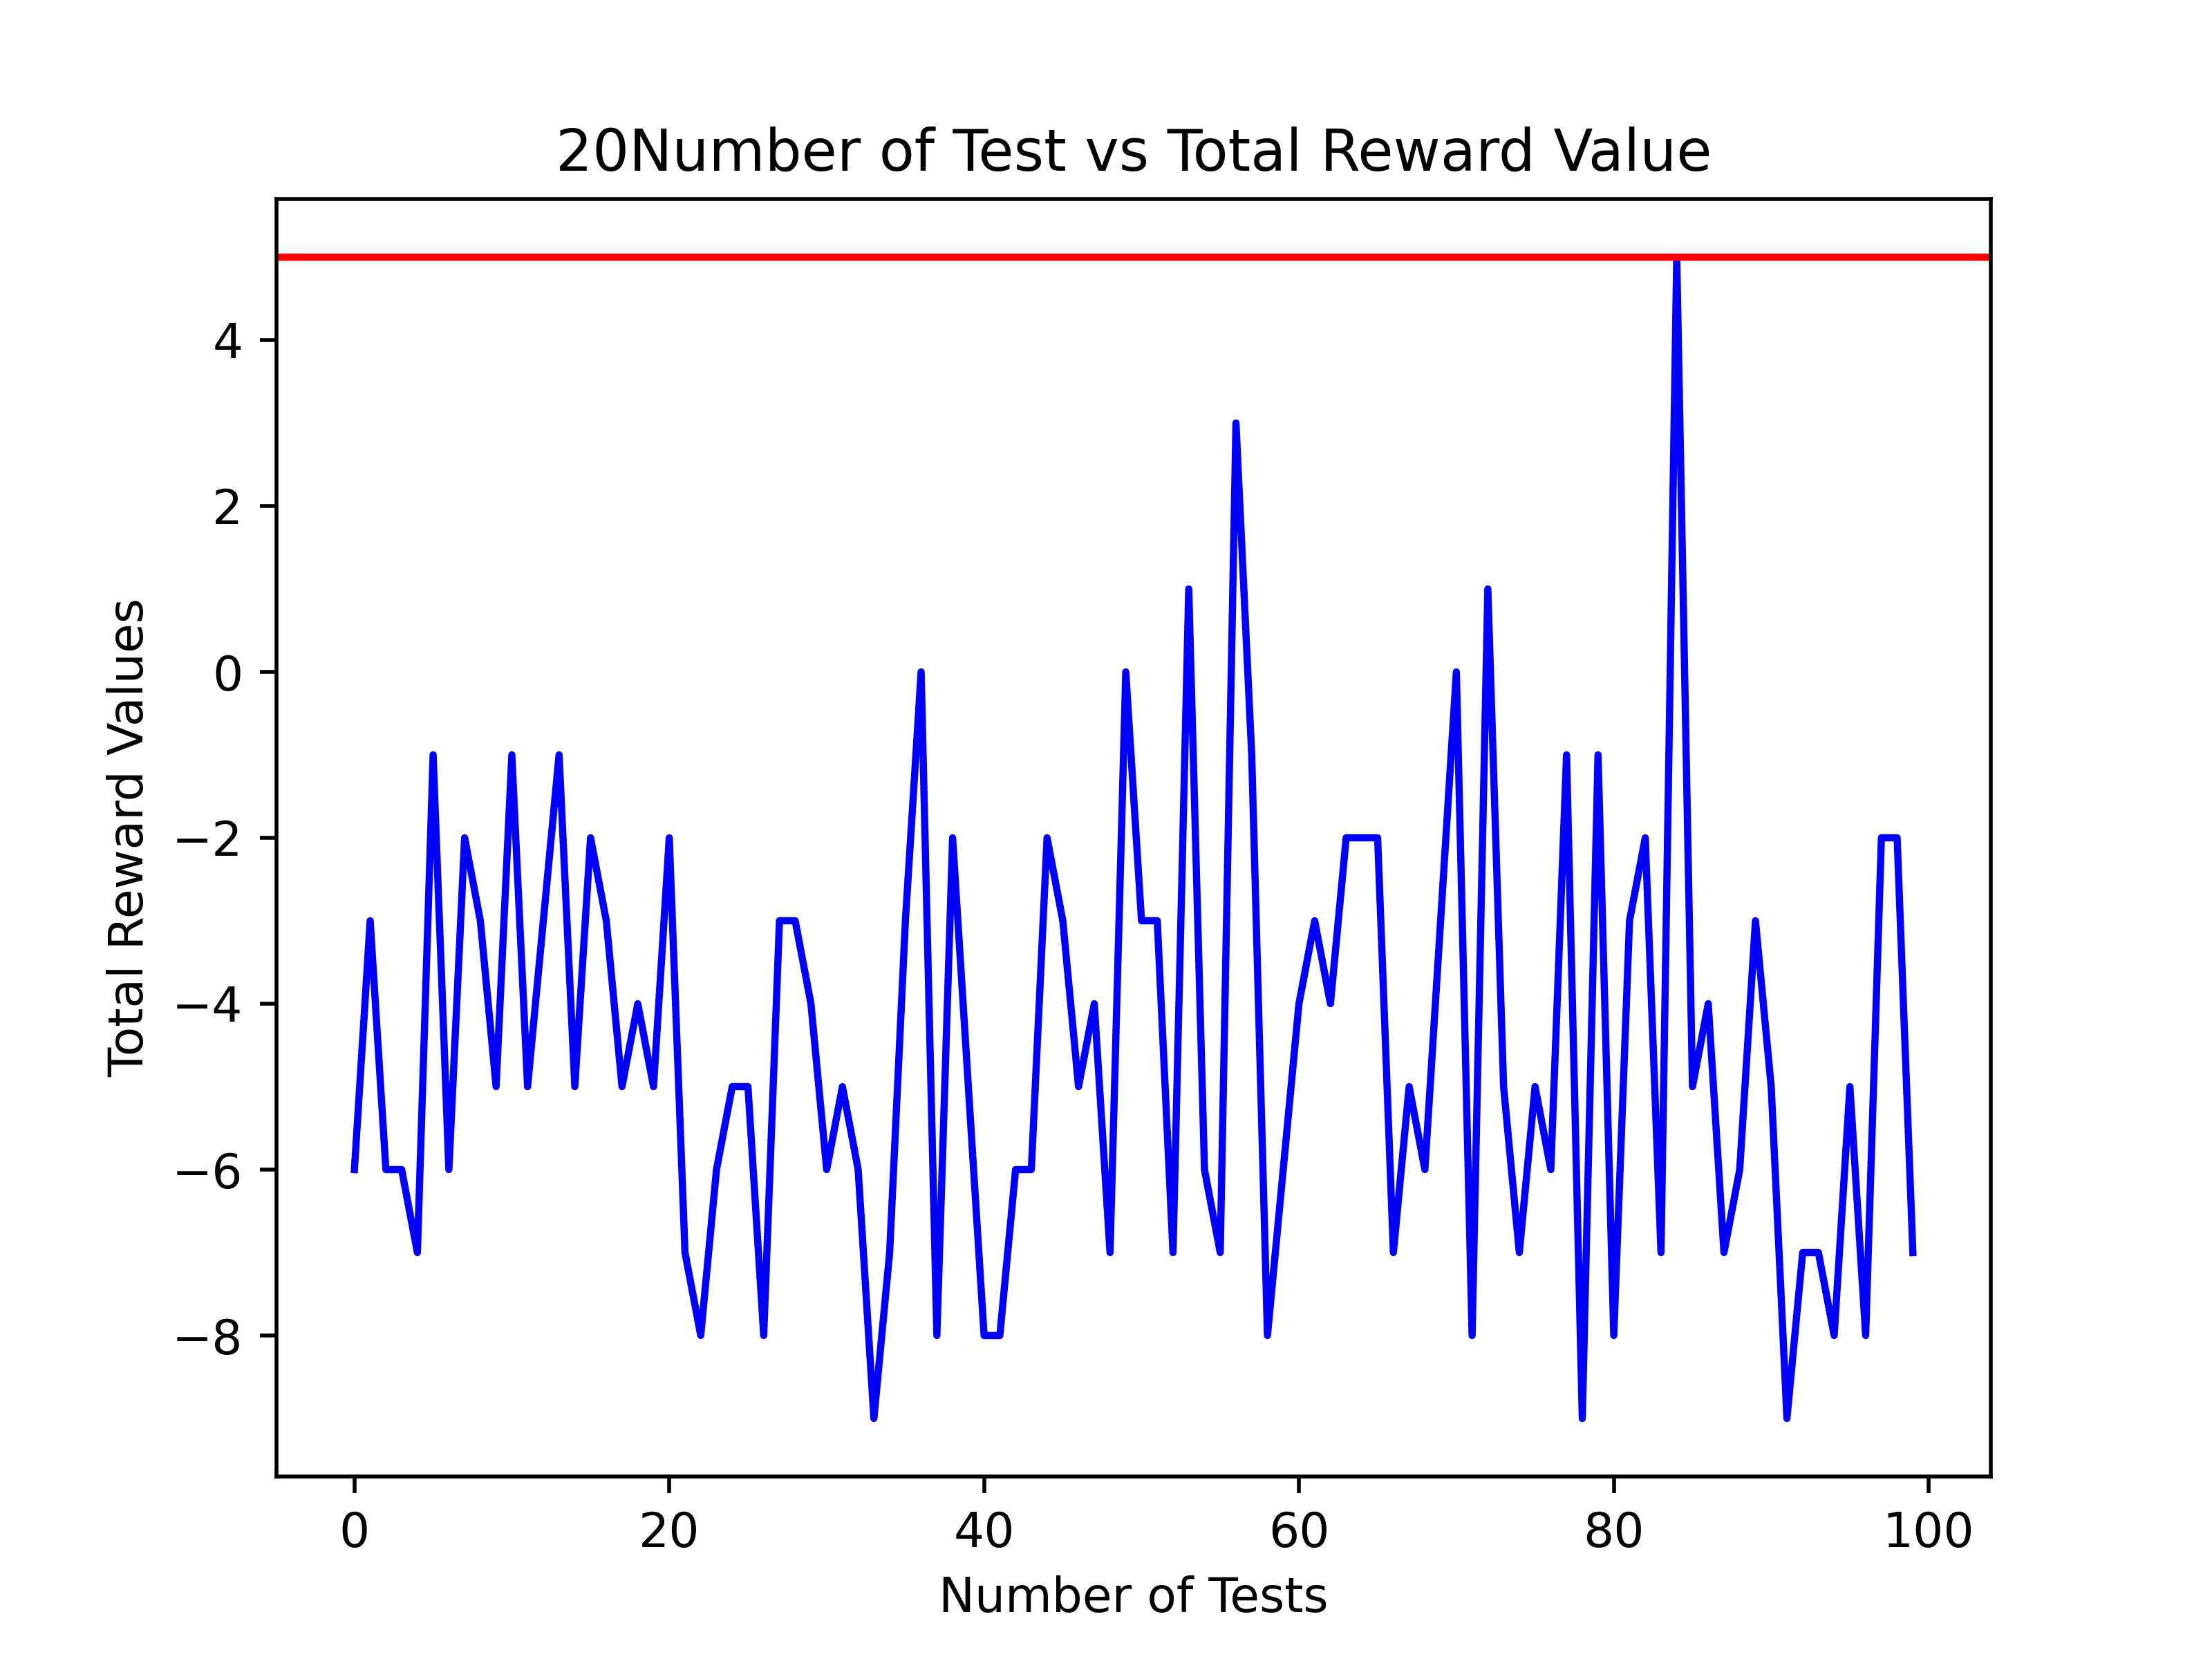 20Number of Test vs Total Reward Value
4
2
0
−2
−4
−6
−8
Total Reward Values
0 20 40 60 80 100
Number of Tests